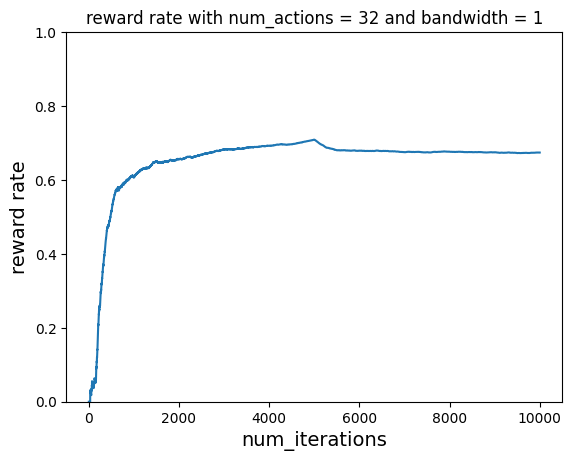 reward rate with num_actions = 32 and bandwidth = 1
1.0
0.8
0.6
0.4
0.2
0.0
reward rate
0 2000 4000 6000 8000 10000
num_iterations